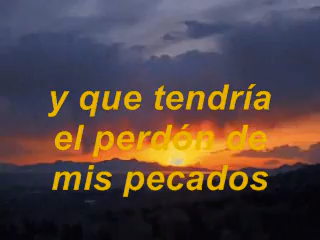 y que tendría
el perdón de
mis pecados